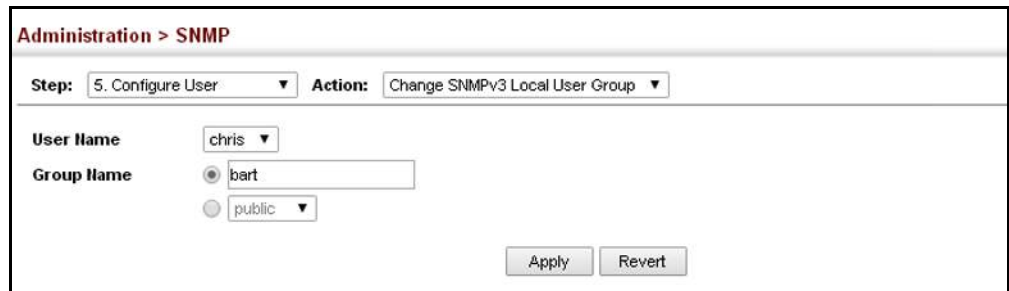 Administration > SNMP
Step: 5. Configure User Action: Change SNMPv3 Local User Group
User Name chris
Group Name bart
public
Apply Revert